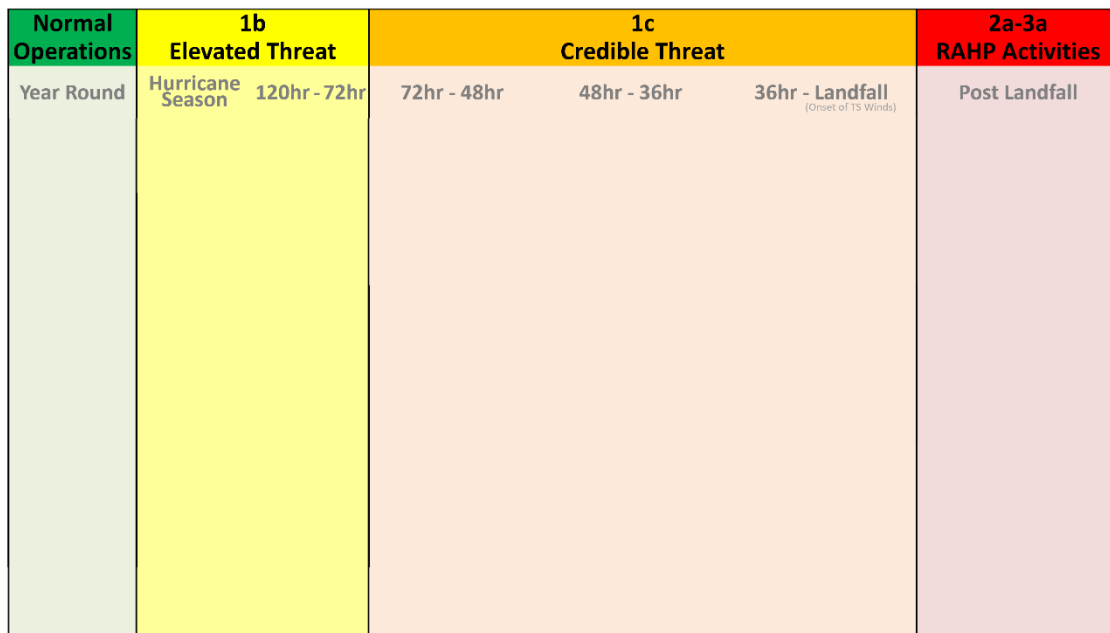 Normal
Operations
1b
Elevated Threat
1c
Credible Threat
2a-3a
RAHP Activities
Year Round
Hurricane
Season
120hr - 72hr
72hr - 48hr
48hr - 36hr
36hr - Landfall
(Onset of TS Winds)
Post Landfall